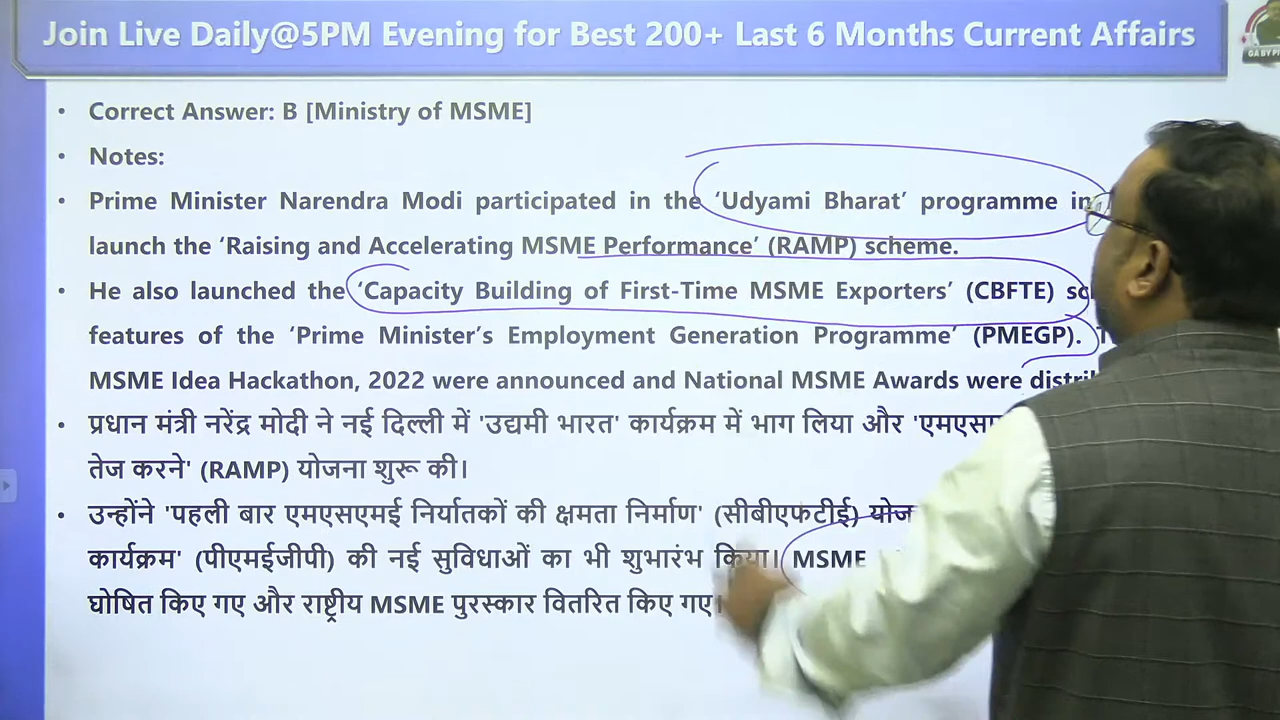 Join Live Daily@5PM Evening for Best 200+ Last 6 Months Current Affairs
• Correct Answer: B [Ministry of MSME]
• Notes:
• Prime Minister Narendra Modi participated in the 'Udyami Bharat' programme in
launch the 'Raising and Accelerating MSME Performance' (RAMP) scheme.
• He also launched the 'Capacity Building of First-Time MSME Exporters' (CBFTE)
features of the 'Prime Minister's Employment Generation Programme' (PMEGP).
MSME Idea Hackathon, 2022 were announced and National MSME Awards were
• प्रधान मंत्री नरेंद्र मोदी ने नई दिल्ली में 'उद्यमी भारत' कार्यक्रम में भाग लिया और
तेज करने' (RAMP) योजना शुरू की।
• उन्होंने 'पहली बार एमएसएमई निर्यातकों की क्षमता निर्माण' (सीबीएफटीई)
कार्यक्रम' (पीएमईजीपी) की नई सुविधाओं का भी शुभारंभ किया। MSME
घोषित किए गए और राष्ट्रीय MSME पुरस्कार वितरित किए गए।